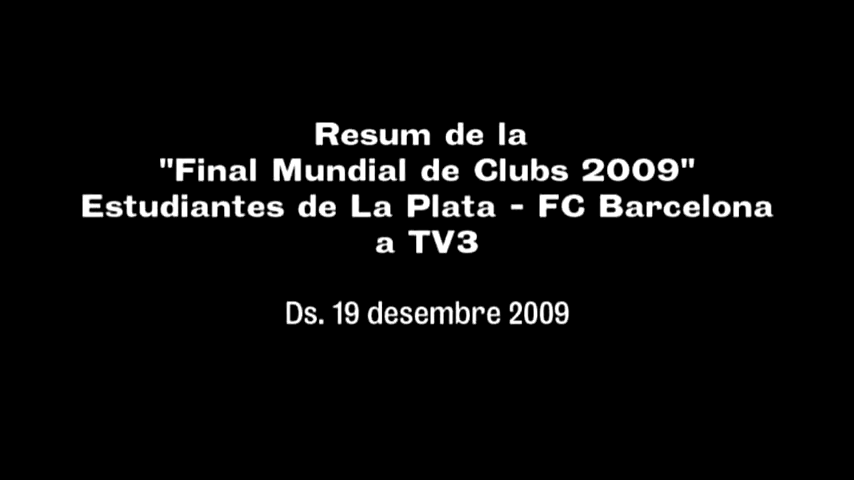 Resum de la
"Final Mundial de Clubs 2009"
Estudiantes de La Plata - FC Barcelona
a TV3
Ds. 19 desembre 2009